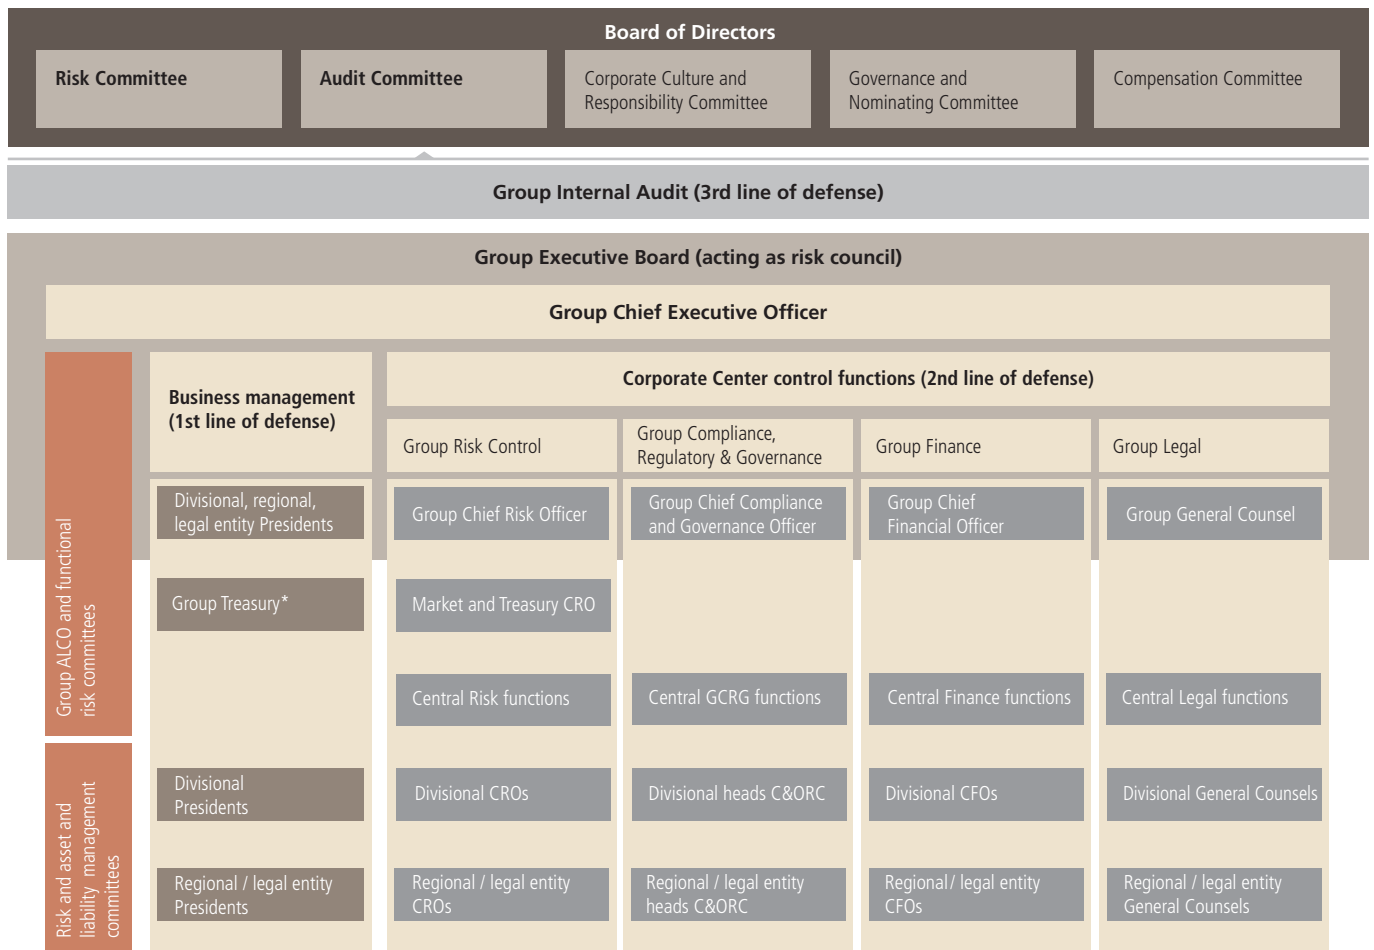 Board of Directors
Risk Committee
Audit Committee
Corporate Culture and
Responsibility Committee
Governance and
Nominating Committee
Compensation Committee
Group Internal Audit (3rd line of defense)
Group Executive Board (acting as risk council)
Group Chief Executive Officer
Group ALCO and functional
risk committees
Risk and asset and
liability management
committees
Business management
(1st line of defense)
Corporate Center control functions (2nd line of defense)
Group Risk Control
Group Compliance,
Regulatory & Governance
Group Finance
Group Legal
Divisional, regional,
legal entity Presidents
Group Chief Risk Officer
Group Chief Compliance
and Governance Officer
Group Chief
Financial Officer
Group General Counsel
Group Treasury*
Market and Treasury CRO
Central Risk functions
Central GCRG functions
Central Finance functions
Central Legal functions
Divisional
Presidents
Divisional CROs
Divisional heads C&ORC
Divisional CFOs
Divisional General Counsels
Regional / legal entity
Presidents
Regional / legal entity
CROs
Regional / legal entity
heads C&ORC
Regional / legal entity
CFOs
Regional / legal entity
General Counsels